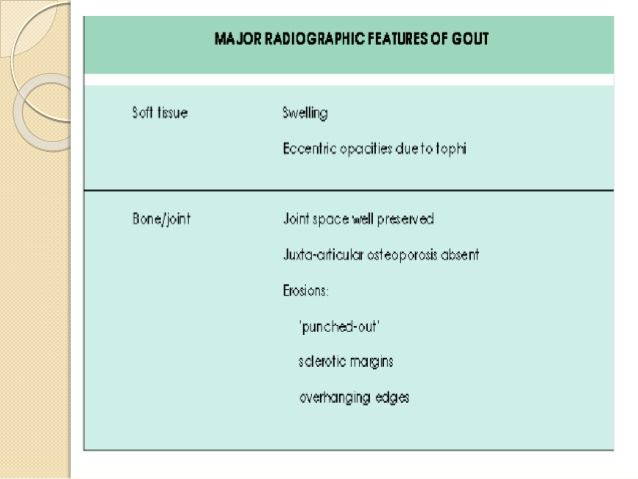 MAJOR RADIOGRAPHIC FEATURES OF GOUT
Soft tissue Swelling
Eccentric opacities due to tophi
Bone/joint Joint space well preserved
Juxta-articular osteoporosis absent
Erosions:
'punched-out'
sclerotic margins
overhanging edges